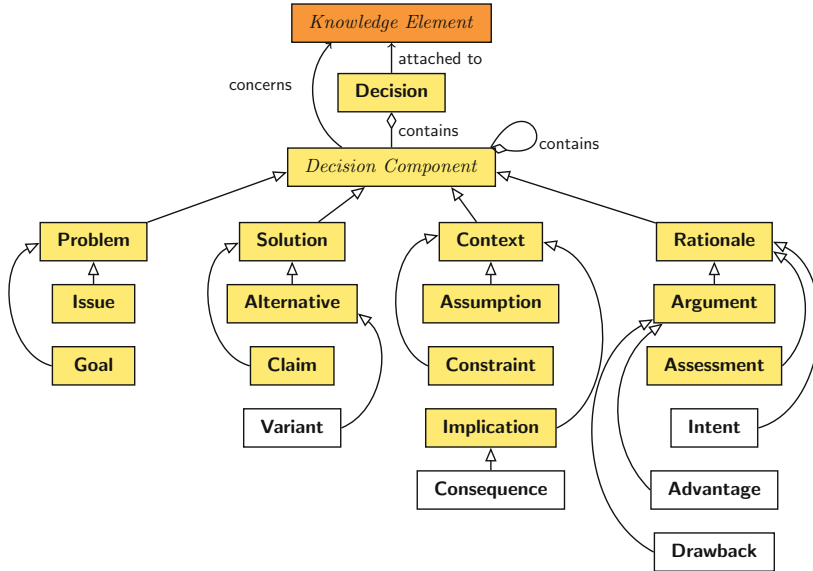 Knowledge Element
attached to
concerns
Decision
contains
contains
Decision Component
Problem
Solution
Context
Rationale
Issue
Alternative
Assumption
Argument
Goal
Claim
Constraint
Assessment
Variant
Implication
Intent
Consequence
Advantage
Drawback